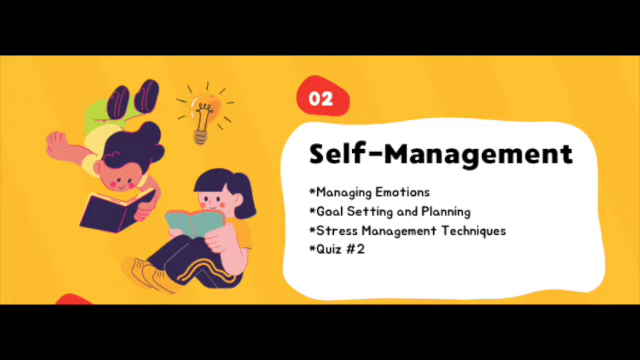 02
Self-Management
*Managing Emotions
*Goal Setting and Planning
*Stress Management Techniques
*Quiz #2